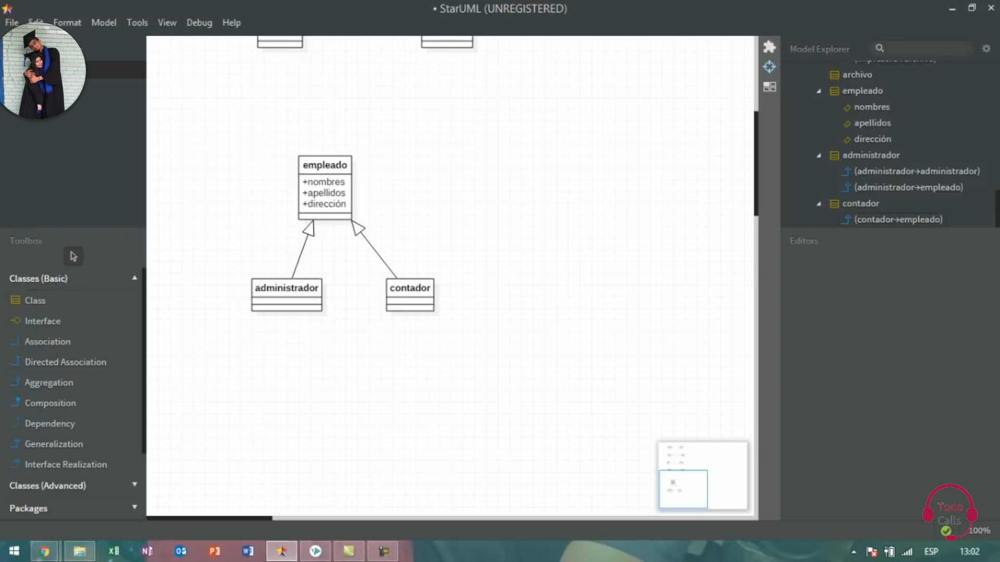 • StarUML (UNREGISTERED)
File Edit Format Model Tools View Debug Help
Model Explorer
archivo
empleado
nombres
apellidos
dirección
administrador
(administrador→administrador)
(administrador→empleado)
contador
(contador→empleado)
Editors
empleado
+nombres
+apellidos
+dirección
administrador
contador
Toolbox
Classes (Basic)
Class
Interface
Association
Directed Association
Aggregation
Composition
Dependency
Generalization
Interface Realization
Classes (Advanced)
Packages
Todo
Calls
100%
ESP
13:02